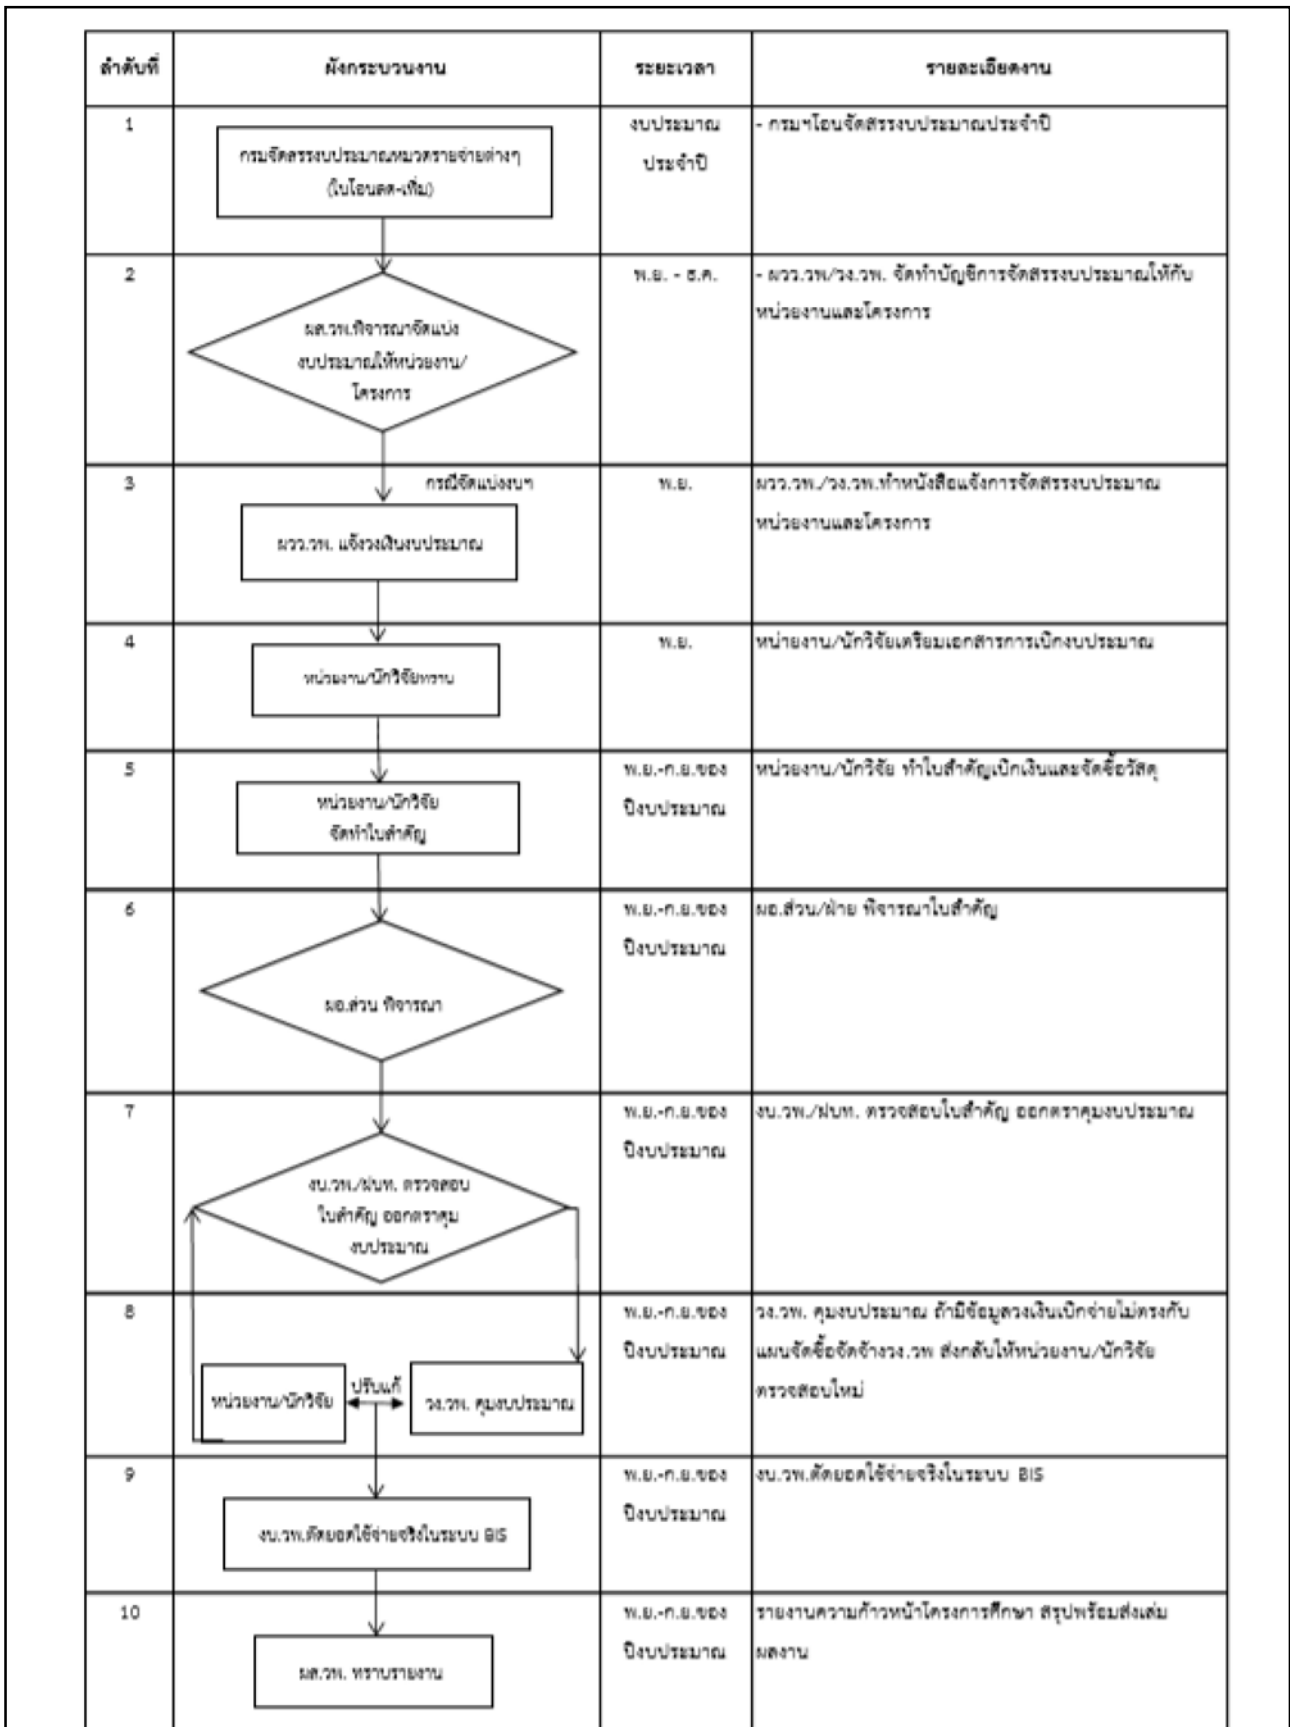 ลำดับที่ ผังกระบวนงาน ระยะเวลา รายละเอียดงาน
1
กรมจัดสรรงบประมาณหมวดรายจ่ายต่างๆ
(ใบโอนลด-เพิ่ม)
งบประมาณ
ประจำปี
- กรมฯโอนจัดสรรงบประมาณประจำปี
2
ผส.วพ.พิจารณาจัดแบ่ง
งบประมาณให้หน่วยงาน/
โครงการ
พ.ย. - ธ.ค.
- ผวว.วพ/วง.วพ. จัดทำบัญชีการจัดสรรงบประมาณให้กับ
หน่วยงานและโครงการ
3
กรณีจัดแบ่งงบฯ
ผวว.วพ. แจ้งวงเงินงบประมาณ
พ.ย.
ผวว.วพ./วง.วพ.ทำหนังสือแจ้งการจัดสรรงบประมาณ
หน่วยงานและโครงการ
4
หน่วยงาน/นักวิจัยทราบ
พ.ย.
หน่ายงาน/นักวิจัยเตรียมเอกสารการเบิกงบประมาณ
5
หน่วยงาน/นักวิจัย
จัดทำใบสำคัญ
พ.ย.-ก.ย.ของ
ปีงบประมาณ
หน่วยงาน/นักวิจัย ทำใบสำคัญเบิกเงินและจัดซื้อวัสดุ
6
ผอ.ส่วน พิจารณา
พ.ย.-ก.ย.ของ
ปีงบประมาณ
ผอ.ส่วน/ฝ่าย พิจารณาใบสำคัญ
7
งบ.วพ./ฝบท. ตรวจสอบ
ใบสำคัญ ออกตราคุม
งบประมาณ
พ.ย.-ก.ย.ของ
ปีงบประมาณ
งบ.วพ./ฝบท. ตรวจสอบใบสำคัญ ออกตราคุมงบประมาณ
8
หน่วยงาน/นักวิจัย
ปรับแก้
วง.วพ. คุมงบประมาณ
พ.ย.-ก.ย.ของ
ปีงบประมาณ
วง.วพ. คุมงบประมาณ ถ้ามีข้อมูลวงเงินเบิกจ่ายไม่ตรงกับ
แผนจัดซื้อจัดจ้างวง.วพ ส่งกลับให้หน่วยงาน/นักวิจัย
ตรวจสอบใหม่
9
งบ.วพ.ตัดยอดใช้จ่ายจริงในระบบ BIS
พ.ย.-ก.ย.ของ
ปีงบประมาณ
งบ.วพ.ตัดยอดใช้จ่ายจริงในระบบ BIS
10
ผส.วพ. ทราบรายงาน
พ.ย.-ก.ย.ของ
ปีงบประมาณ
รายงานความก้าวหน้าโครงการศึกษา สรุปพร้อมส่งเล่ม
ผลงาน